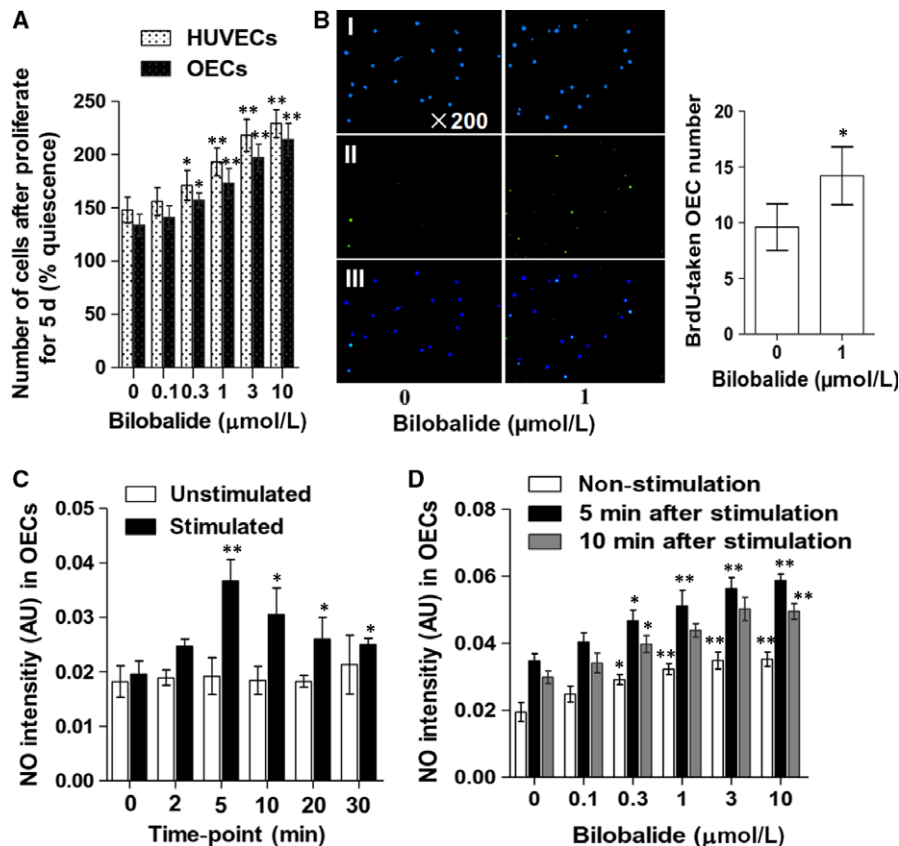 A
HUVECs
OECs
Number of cells after proliferate
for 5 d (% quiescence)
250
200
150
100
50
0
* ** ** **
* ** ** **
0 0.1 0.3 1 3 10
Bilobalide (μmol/L)
B
I
×200
II
III
0 1
Bilobalide (μmol/L)
BrdU-taken OEC number
20
15
10
5
0
*
0 1
Bilobalide (μmol/L)
C
Unstimulated
Stimulated
NO intensitiy (AU) in OECs
0.05
0.04
0.03
0.02
0.01
0.00
** * * *
0 2 5 10 20 30
Time-point (min)
D
Non-stimulation
5 min after stimulation
10 min after stimulation
NO intensitiy (AU) in OECs
0.08
0.06
0.04
0.02
0.00
* ** ** **
* **
* ** ** **
0 0.1 0.3 1 3 10
Bilobalide (μmol/L)